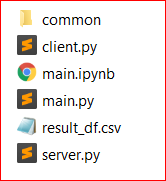 common
client.py
main.ipynb
main.py
result_df.csv
server.py